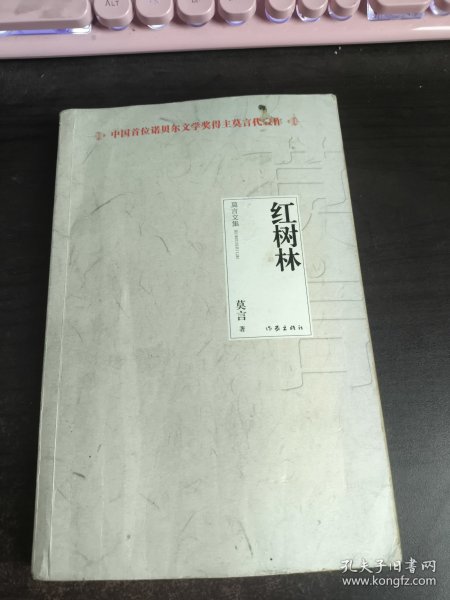 ALT
中国首位诺贝尔文学奖得主莫言代表作
红树林
莫言文集
莫言
著
作家出版社
孔夫子旧书网
www.kongfz.com